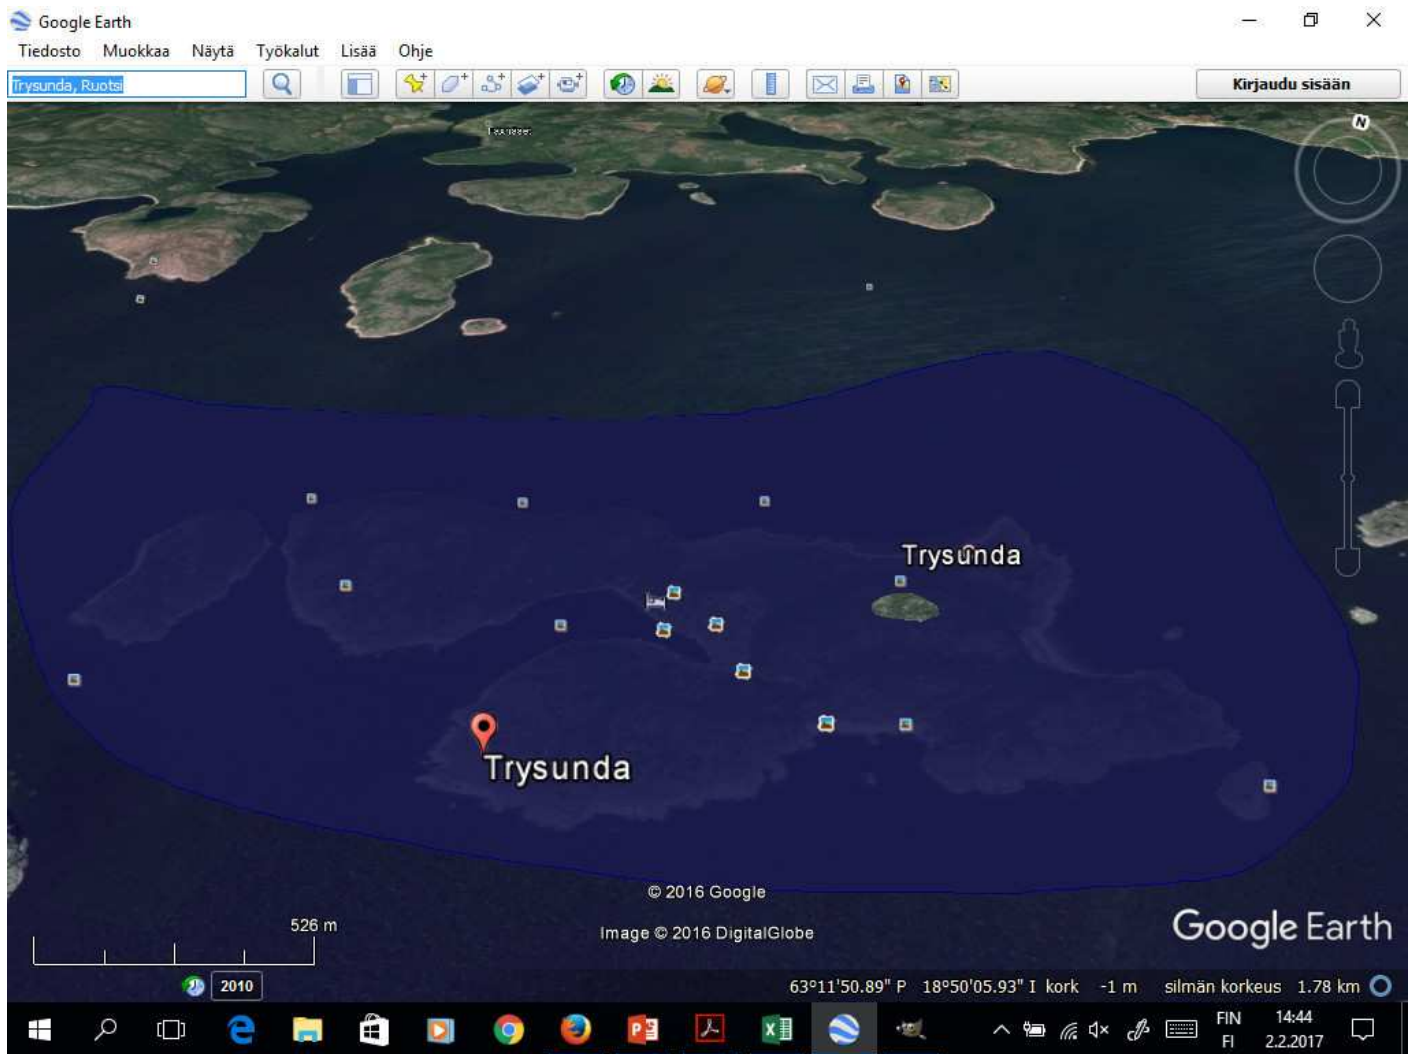 Google Earth
Tiedosto Muokkaa Näytä Työkalut Lisää Ohje
Trysunda, Ruotsi
Kirjaudu sisään
N
Trysunda
Trysunda
© 2016 Google
526 m
Image © 2016 DigitalGlobe
Google Earth
2010
63°11'50.89" P 18°50'05.93" I kork -1 m silmän korkeus 1.78 km
FIN 14:44
FI 2.2.2017